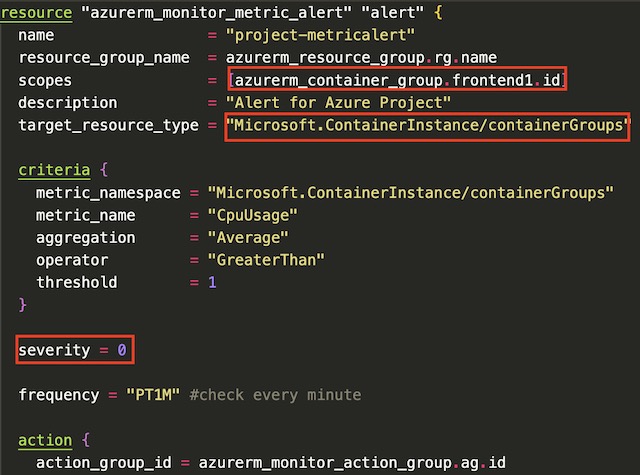 resource "azurerm_monitor_metric_alert" "alert" {
  name                 = "project-metricalert"
  resource_group_name  = azurerm_resource_group.rg.name
  scopes               = [azurerm_container_group.frontend1.id]
  description          = "Alert for Azure Project"
  target_resource_type = "Microsoft.ContainerInstance/containerGroups"
  criteria {
    metric_namespace = "Microsoft.ContainerInstance/containerGroups"
    metric_name      = "CpuUsage"
    aggregation      = "Average"
    operator         = "GreaterThan"
    threshold        = 1
  }
  severity = 0
  frequency = "PT1M" #check every minute
  action {
    action_group_id = azurerm_monitor_action_group.ag.id